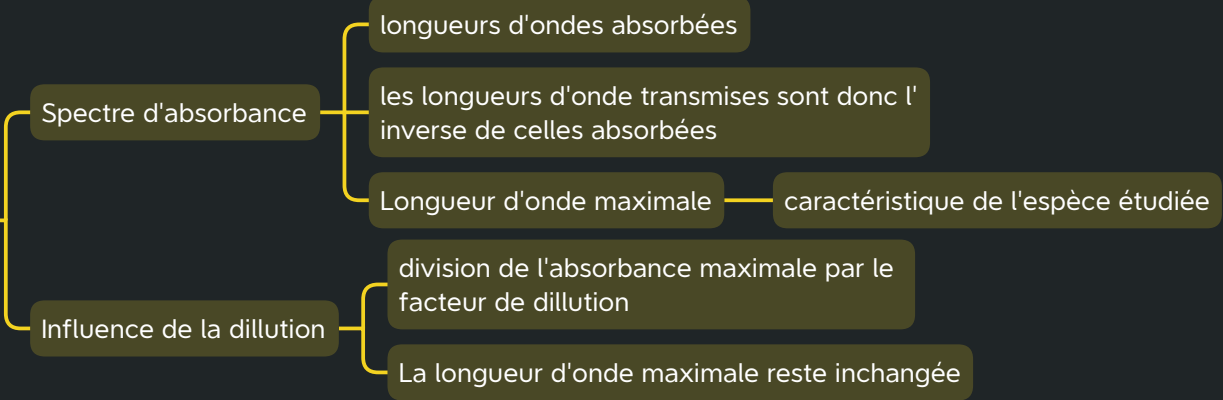 longueurs d'ondes absorbées
Spectre d'absorbance
les longueurs d'onde transmises sont donc l'
inverse de celles absorbées
Longueur d'onde maximale
caractéristique de l'espèce étudiée
Influence de la dillution
division de l'absorbance maximale par le
facteur de dillution
La longueur d'onde maximale reste inchangée